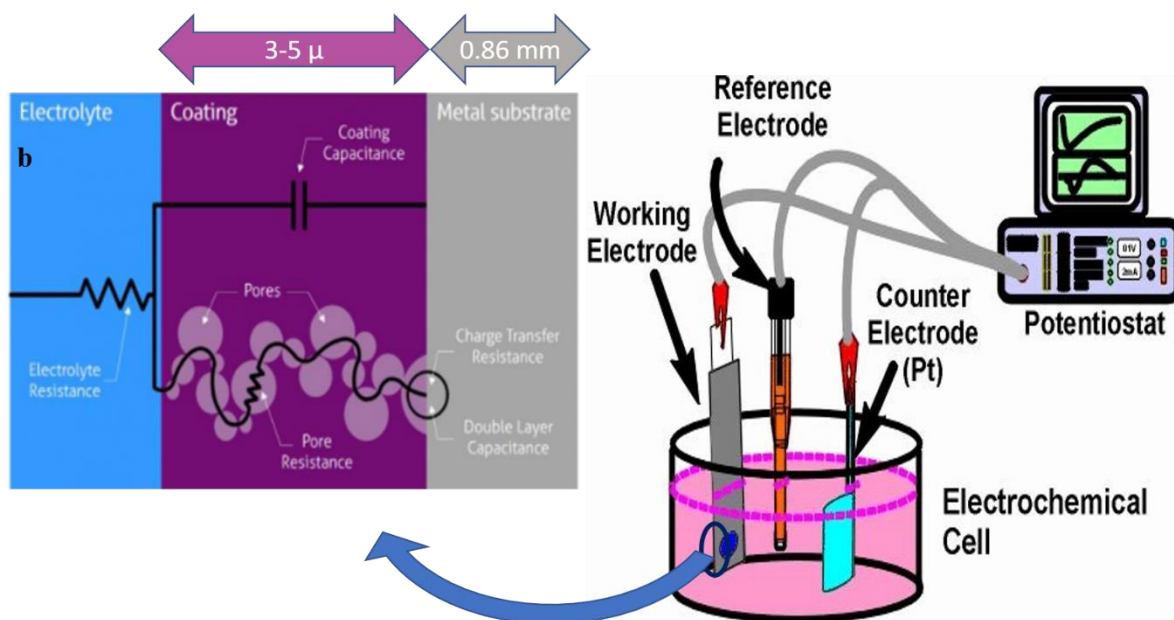 3-5 µ
0.86 mm
Electrolyte
Coating
Metal substrate
b
Coating
Capacitance
Pores
Electrolyte
Resistance
Pore
Resistance
Charge Transfer
Resistance
Double Layer
Capacitance
Reference
Electrode
Working
Electrode
Counter
Electrode
(Pt)
Potentiostat
01V
2mA
Electrochemical
Cell